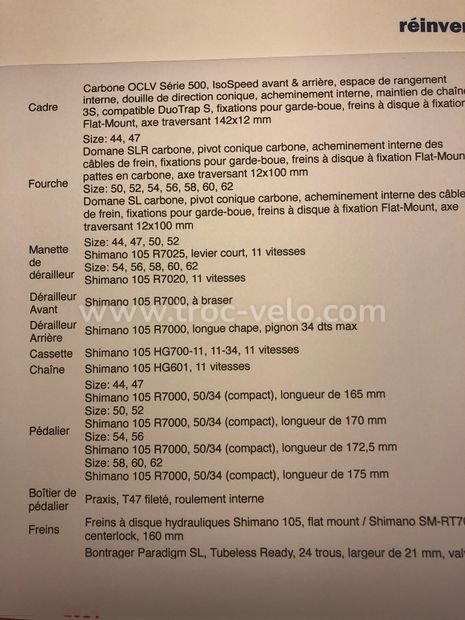 réinver
Carbone OCLV Série 500, IsoSpeed avant & arrière, espace de rangement
interne, douille de direction conique, acheminement interne, maintien de chaîne
Cadre
3S, compatible DuoTrap S, fixations pour garde-boue, freins à disque à fixation
Flat-Mount, axe traversant 142x12 mm
Size: 44, 47
Domane SLR carbone, pivot conique carbone, acheminement interne des
câbles de frein, fixations pour garde-boue, freins à disque à fixation Flat-Mount
pattes en carbone, axe traversant 12x100 mm
Fourche
Size: 50, 52, 54, 56, 58, 60, 62
Domane SL carbone, pivot conique carbone, acheminement interne des câbles
de frein, fixations pour garde-boue, freins à disque à fixation Flat-Mount, axe
traversant 12x100 mm
Manette
de
dérailleur
Size: 44, 47, 50, 52
Shimano 105 R7025, levier court, 11 vitesses
Size: 54, 56, 58, 60, 62
Shimano 105 R7020, 11 vitesses
Dérailleur
Avant
Shimano 105 R7000, à braser
www.troc-velo.com
Dérailleur
Arrière
Shimano 105 R7000, longue chape, pignon 34 dts max
Cassette Shimano 105 HG700-11, 11-34, 11 vitesses
Chaîne Shimano 105 HG601, 11 vitesses
Size: 44, 47
Shimano 105 R7000, 50/34 (compact), longueur de 165 mm
Size: 50, 52
Shimano 105 R7000, 50/34 (compact), longueur de 170 mm
Pédalier
Size: 54, 56
Shimano 105 R7000, 50/34 (compact), longueur de 172,5 mm
Size: 58, 60, 62
Shimano 105 R7000, 50/34 (compact), longueur de 175 mm
Boîtier de
pédalier
Praxis, T47 fileté, roulement interne
Freins
Freins à disque hydrauliques Shimano 105, flat mount / Shimano SM-RT70
centerlock, 160 mm
Bontrager Paradigm SL, Tubeless Ready, 24 trous, largeur de 21 mm, valv